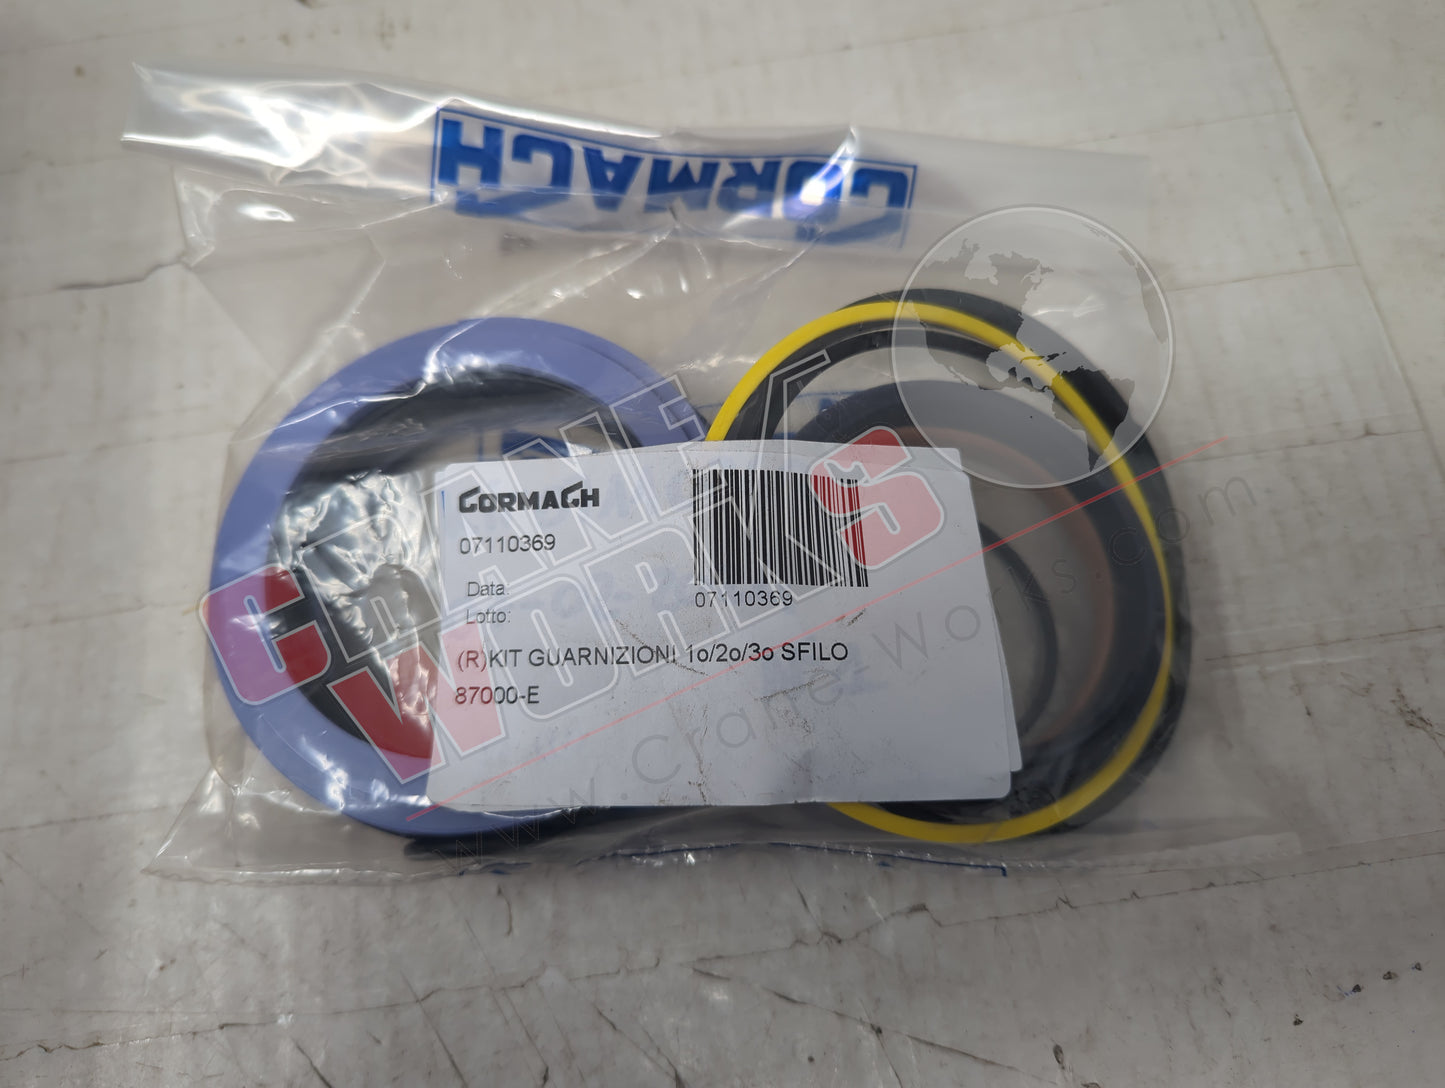 CORMACH
CRANE
WORKS
CORMACH
07110369
Data:
Lotto:
07110369
(R)KIT GUARNIZIONI 1o/2o/3o SFILO
87000-E
www.Crane-Works.com